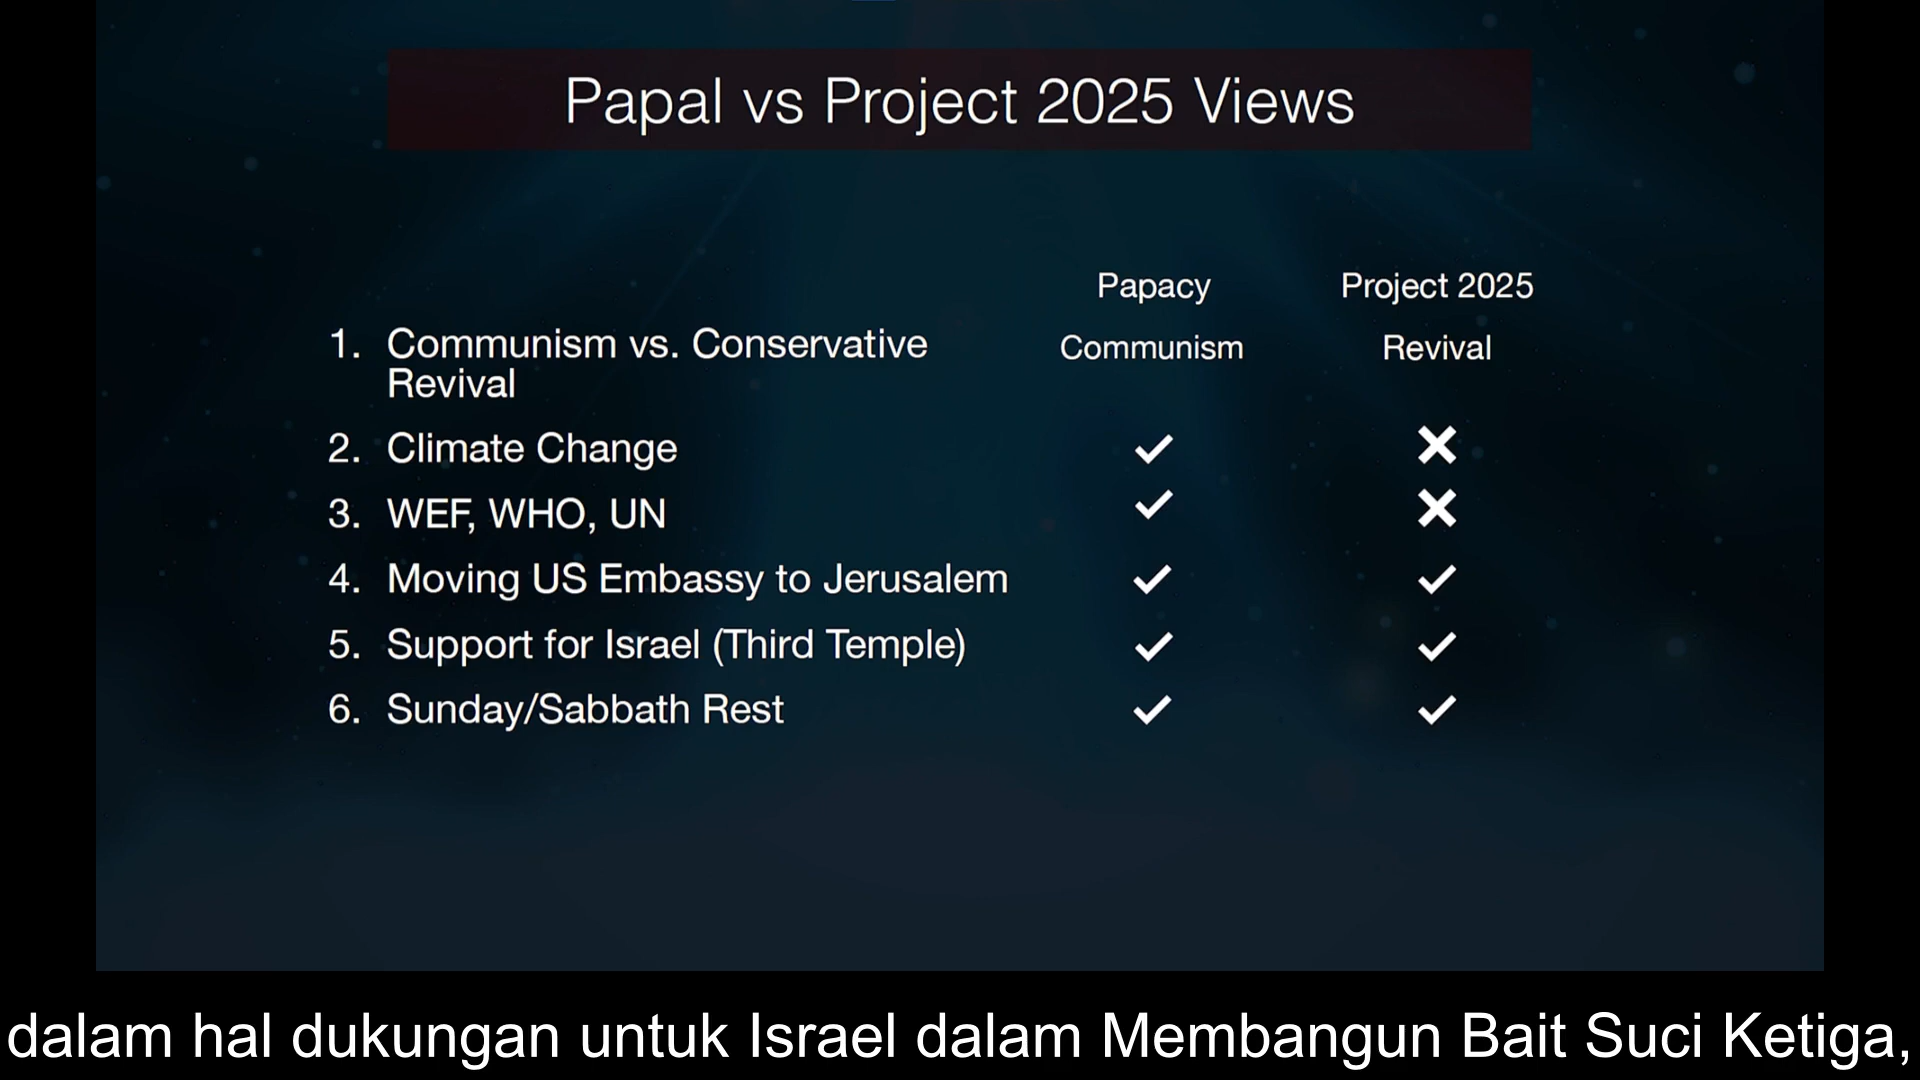 Papal vs Project 2025 Views
Papacy Project 2025
1. Communism vs. Conservative Communism Revival
Revival
2. Climate Change ✓ ✕
3. WEF, WHO, UN ✓ ✕
4. Moving US Embassy to Jerusalem ✓ ✓
5. Support for Israel (Third Temple) ✓ ✓
6. Sunday/Sabbath Rest ✓ ✓
dalam hal dukungan untuk Israel dalam Membangun Bait Suci Ketiga,